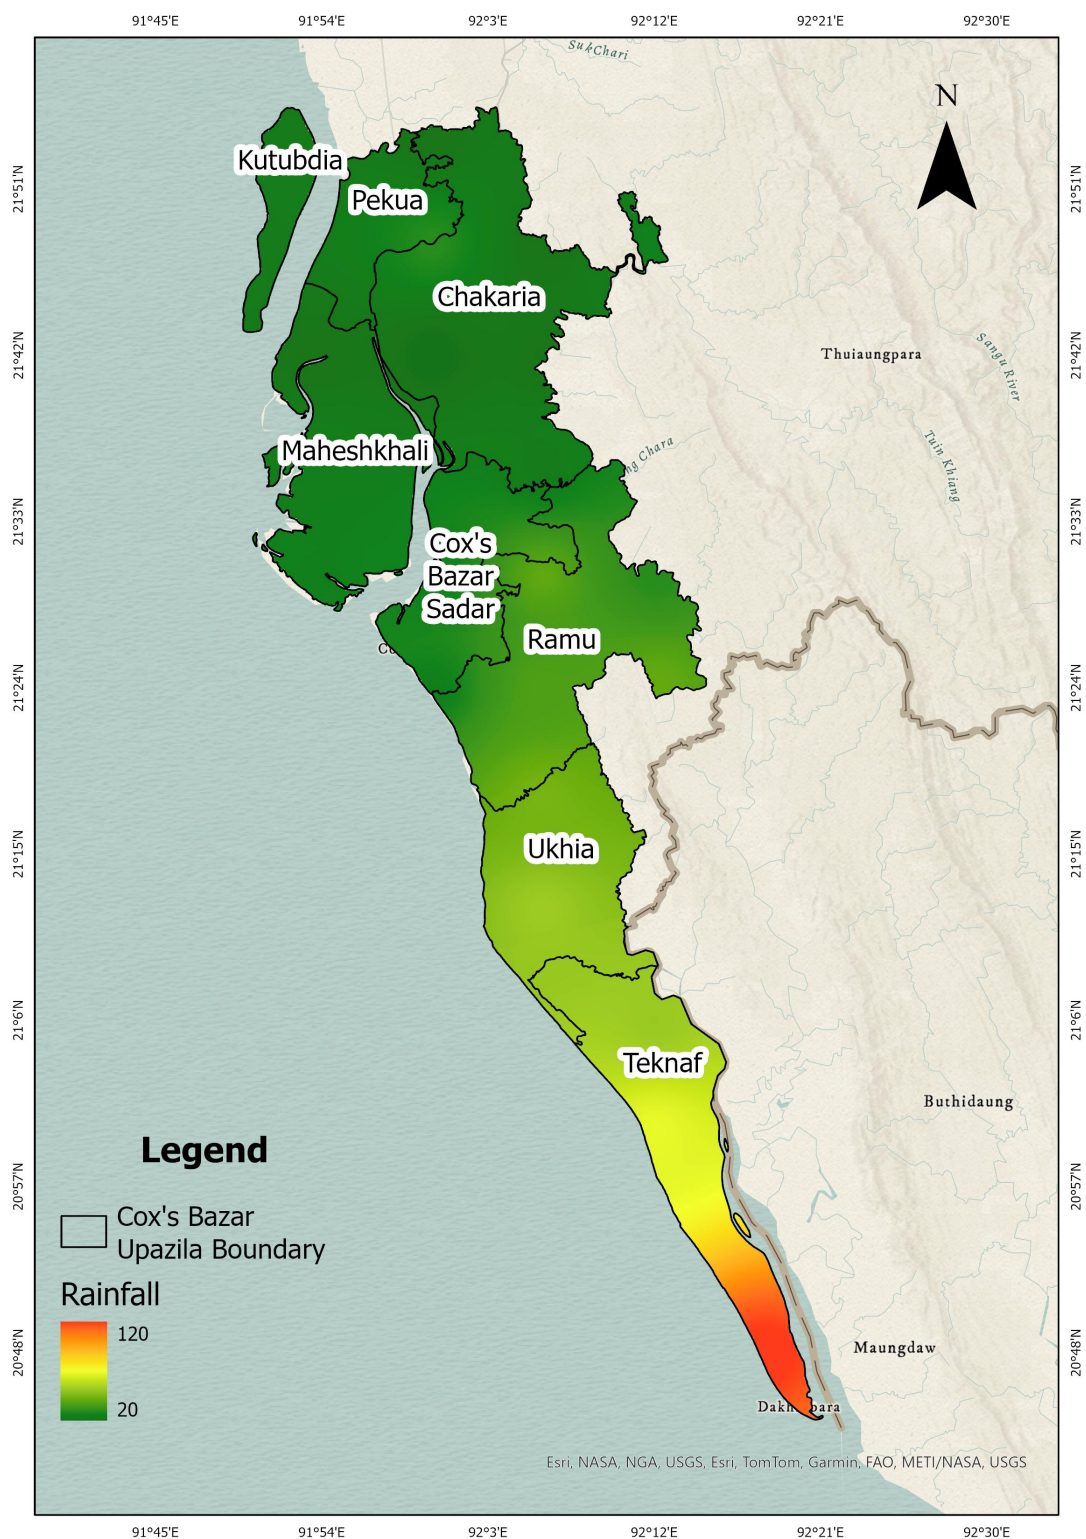 91°45'E 91°54'E 92°3'E 92°12'E 92°21'E 92°30'E
SukChari
N
Kutubdia
21°51'N
21°51'N
Pekua
Chakaria
21°42'N
21°42'N
Thuiaungpara
Sangu River
Maheshkhali
ng Chara
Tuin Khiang
21°33'N
21°33'N
Cox's
Bazar
Sadar
Ramu
21°24'N
21°24'N
Ukhia
21°15'N
21°15'N
21°6'N
21°6'N
Teknaf
Buthidaung
Legend
20°57'N
20°57'N
Cox's Bazar
Upazila Boundary
Rainfall
120
20
20°48'N
20°48'N
Maungdaw
Esri, NASA, NGA, USGS, Esri, TomTom, Garmin, FAO, METI/NASA, USGS
91°45'E 91°54'E 92°3'E 92°12'E 92°21'E 92°30'E